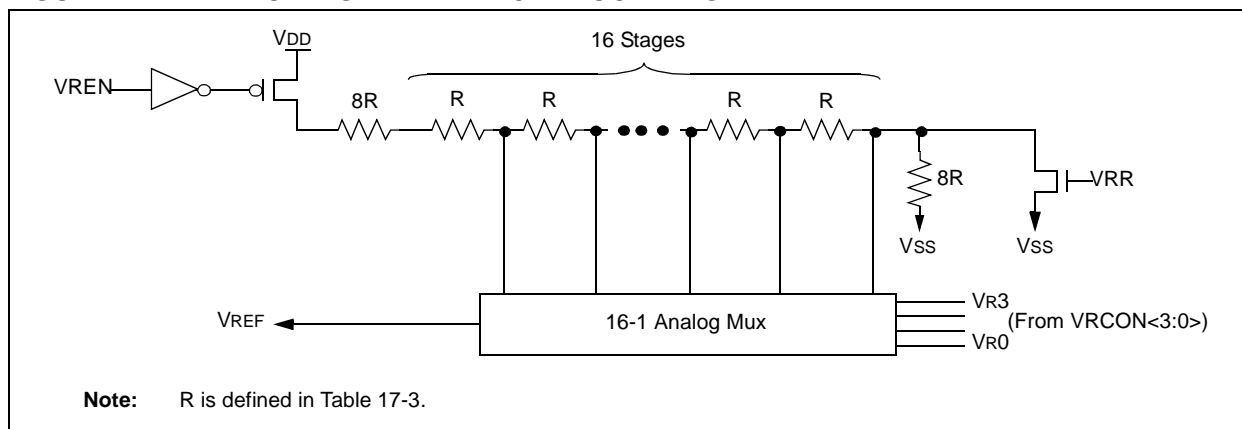 VDD
16 Stages
VREN
8R
R
R
R
R
8R
VRR
VSS
VSS
VREF
16-1 Analog Mux
VR3
(From VRCON<3:0>)
VR0
Note: R is defined in Table 17-3.